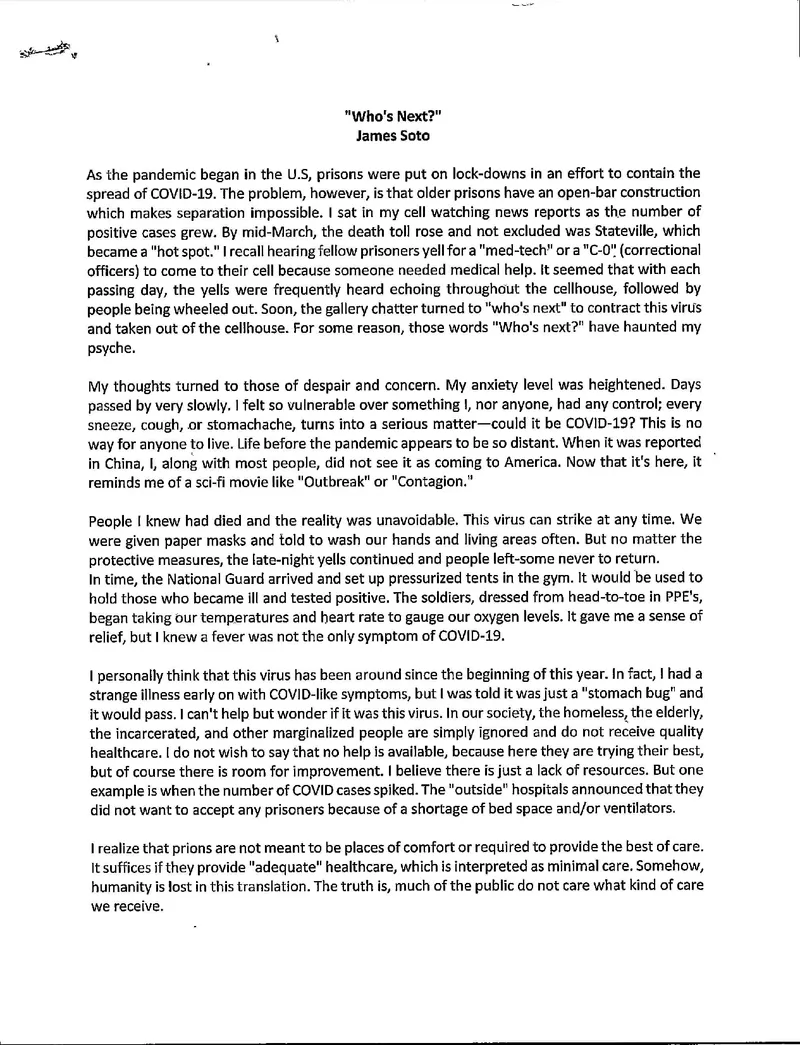 "Who's Next?"
James Soto
As the pandemic began in the U.S, prisons were put on lock-downs in an effort to contain the
spread of COVID-19. The problem, however, is that older prisons have an open-bar construction
which makes separation impossible. I sat in my cell watching news reports as the number of
positive cases grew. By mid-March, the death toll rose and not excluded was Stateville, which
became a "hot spot." I recall hearing fellow prisoners yell for a "med-tech" or a "C-0". (correctional
officers) to come to their cell because someone needed medical help. It seemed that with each
passing day, the yells were frequently heard echoing throughout the cellhouse, followed by
people being wheeled out. Soon, the gallery chatter turned to "who's next" to contract this virus
and taken out of the cellhouse. For some reason, those words "Who's next?" have haunted my
psyche.
My thoughts turned to those of despair and concern. My anxiety level was heightened. Days
passed by very slowly. I felt so vulnerable over something I, nor anyone, had any control; every
sneeze, cough, or stomachache, turns into a serious matter—could it be COVID-19? This is no
way for anyone to live. Life before the pandemic appears to be so distant. When it was reported
in China, I, along with most people, did not see it as coming to America. Now that it's here, it
reminds me of a sci-fi movie like "Outbreak" or "Contagion."
People I knew had died and the reality was unavoidable. This virus can strike at any time. We
were given paper masks and told to wash our hands and living areas often. But no matter the
protective measures, the late-night yells continued and people left-some never to return.
In time, the National Guard arrived and set up pressurized tents in the gym. It would be used to
hold those who became ill and tested positive. The soldiers, dressed from head-to-toe in PPE's,
began taking our temperatures and heart rate to gauge our oxygen levels. It gave me a sense of
relief, but I knew a fever was not the only symptom of COVID-19.
I personally think that this virus has been around since the beginning of this year. In fact, I had a
strange illness early on with COVID-like symptoms, but I was told it was just a "stomach bug" and
it would pass. I can't help but wonder if it was this virus. In our society, the homeless, the elderly,
the incarcerated, and other marginalized people are simply ignored and do not receive quality
healthcare. I do not wish to say that no help is available, because here they are trying their best,
but of course there is room for improvement. I believe there is just a lack of resources. But one
example is when the number of COVID cases spiked. The "outside" hospitals announced that they
did not want to accept any prisoners because of a shortage of bed space and/or ventilators.
I realize that prions are not meant to be places of comfort or required to provide the best of care.
It suffices if they provide "adequate" healthcare, which is interpreted as minimal care. Somehow,
humanity is lost in this translation. The truth is, much of the public do not care what kind of care
we receive.